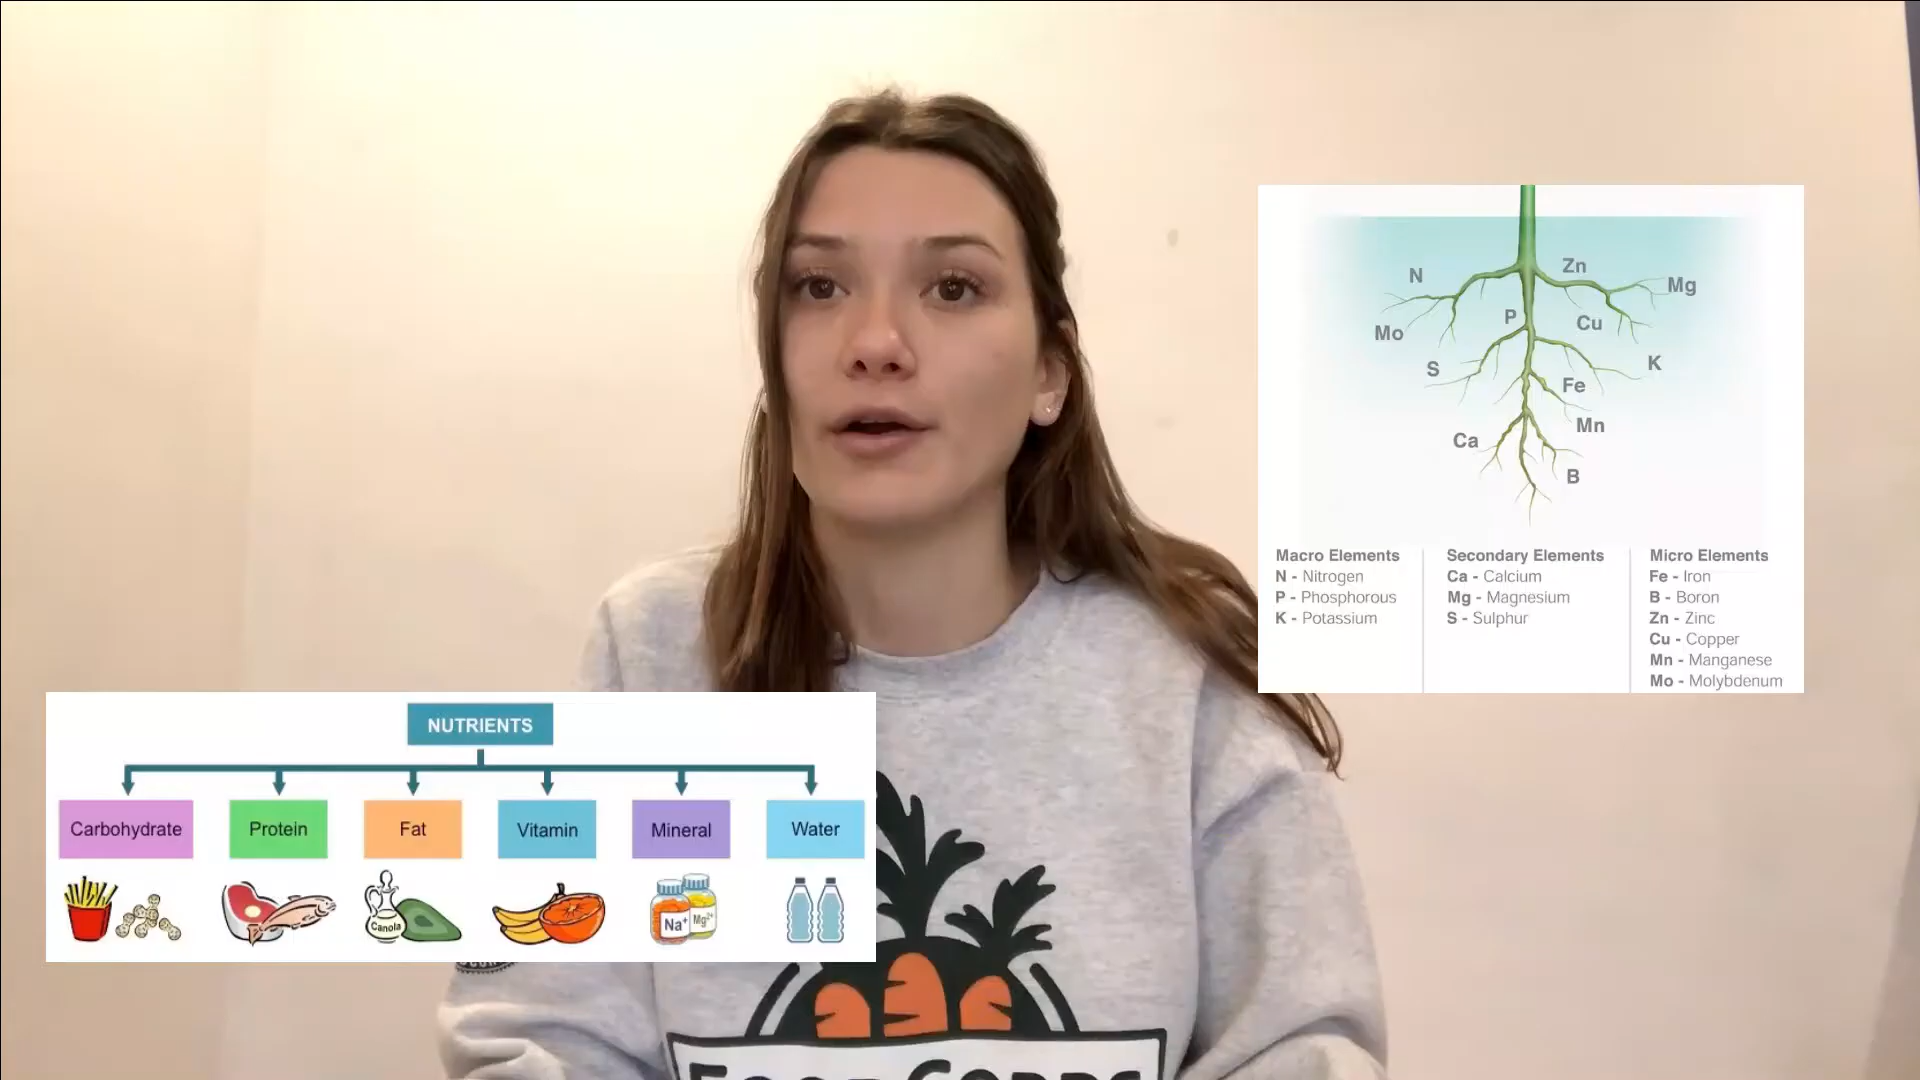 N
Zn
Mg
P
Cu
Mo
K
S
Fe
Mn
Ca
B
Macro Elements
N - Nitrogen
P - Phosphorous
K - Potassium
Secondary Elements
Ca - Calcium
Mg - Magnesium
S - Sulphur
Micro Elements
Fe - Iron
B - Boron
Zn - Zinc
Cu - Copper
Mn - Manganese
Mo - Molybdenum
NUTRIENTS
Carbohydrate
Protein
Fat
Vitamin
Mineral
Water
Canola
Na⁺
Mg²⁺
FOODCORPS